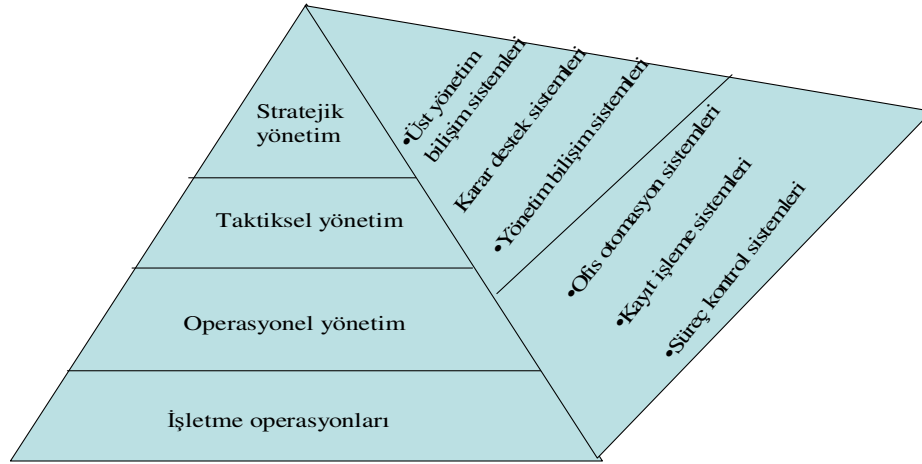 Stratejik
yönetim
Taktiksel yönetim
Operasyonel yönetim
İşletme operasyonları
•Üst yönetim
bilişim sistemleri
Karar destek sistemleri
•Yönetim bilişim sistemleri
•Ofis otomasyon sistemleri
•Kayıt işleme sistemleri
•Süreç kontrol sistemleri